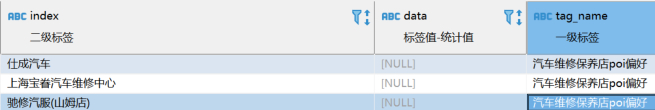 ABC index ABC data ABC tag_name
二级标签 标签值-统计值 一级标签
仕成汽车 [NULL] 汽车维修保养店poi偏好
上海宝眷汽车维修中心 [NULL] 汽车维修保养店poi偏好
驰修汽服(山姆店) [NULL] 汽车维修保养店poi偏好